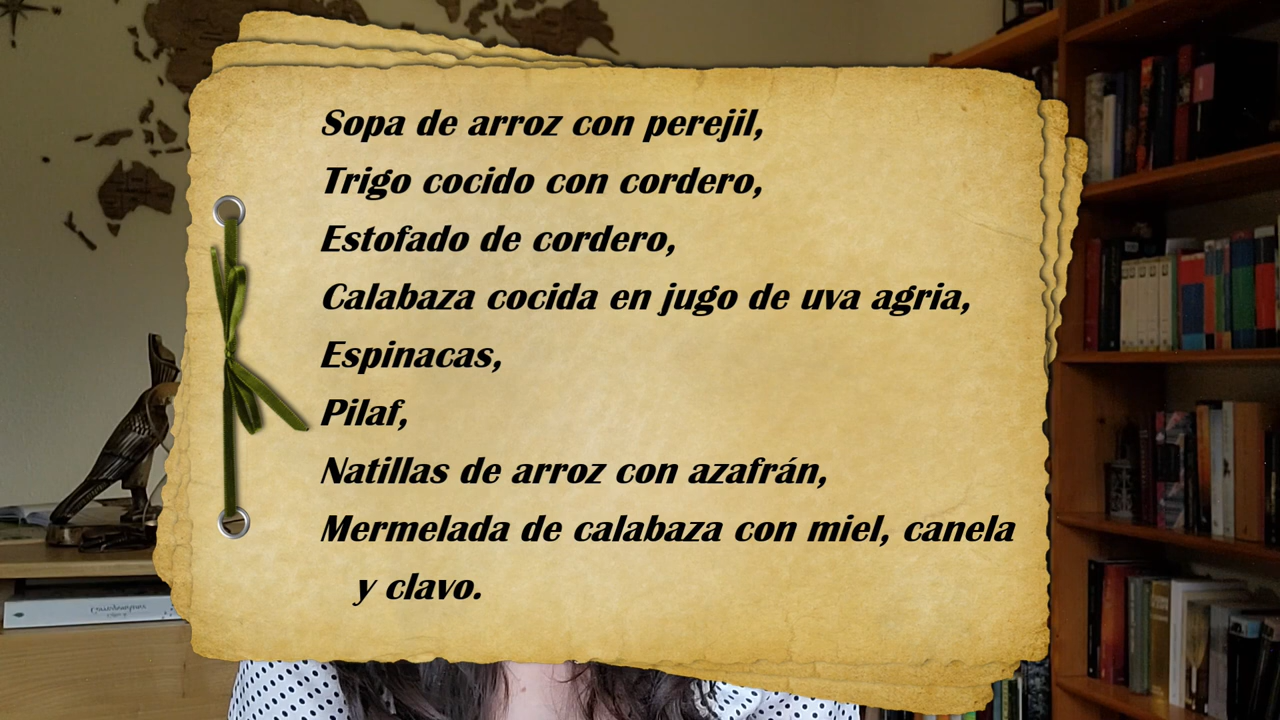 Sopa de arroz con perejil,
Trigo cocido con cordero,
Estofado de cordero,
Calabaza cocida en jugo de uva agria,
Espinacas,
Pilaf,
Natillas de arroz con azafrán,
Mermelada de calabaza con miel, canela
y clavo.